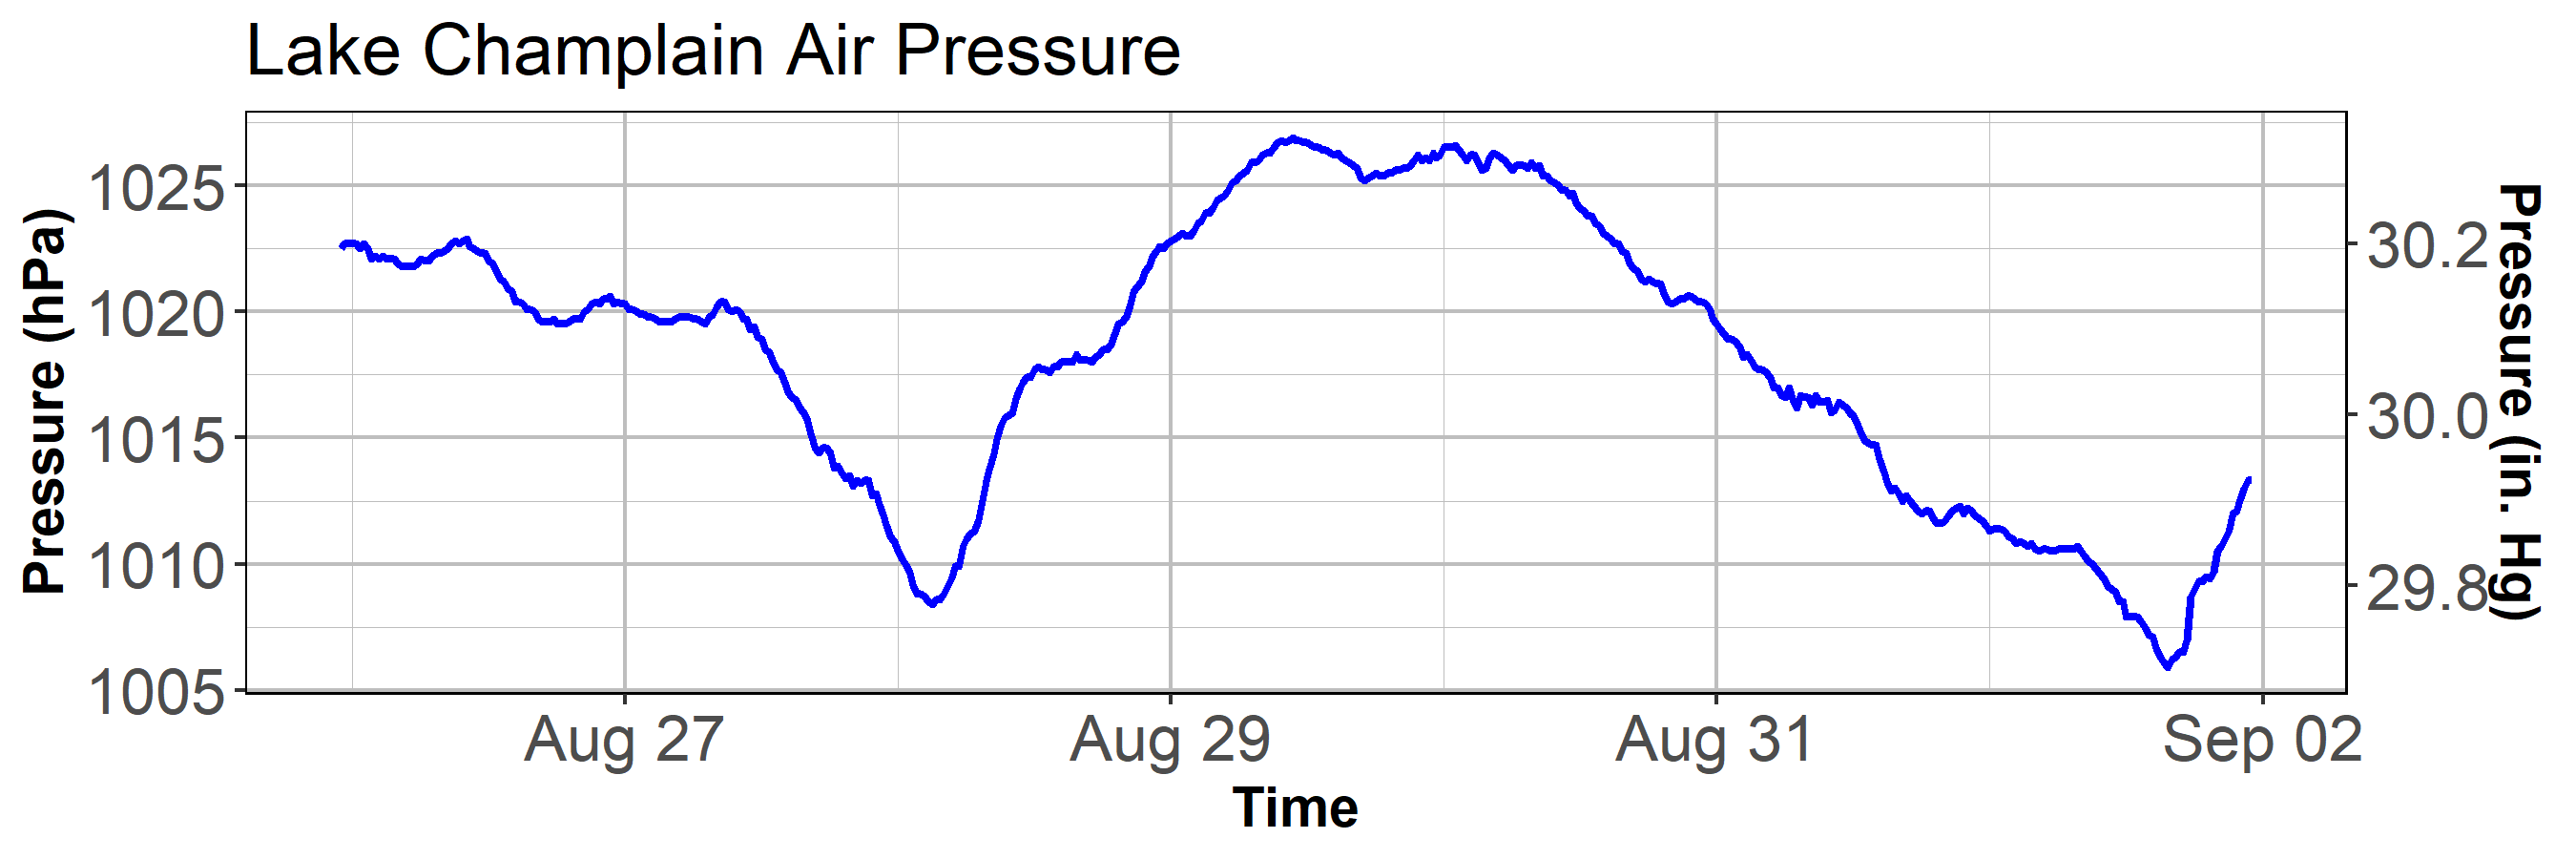 Lake Champlain Air Pressure
Pressure (hPa)
1025
1020
1015
1010
1005
30.2
30.0
29.8
Pressure (in. Hg)
Aug 27
Aug 29
Aug 31
Sep 02
Time